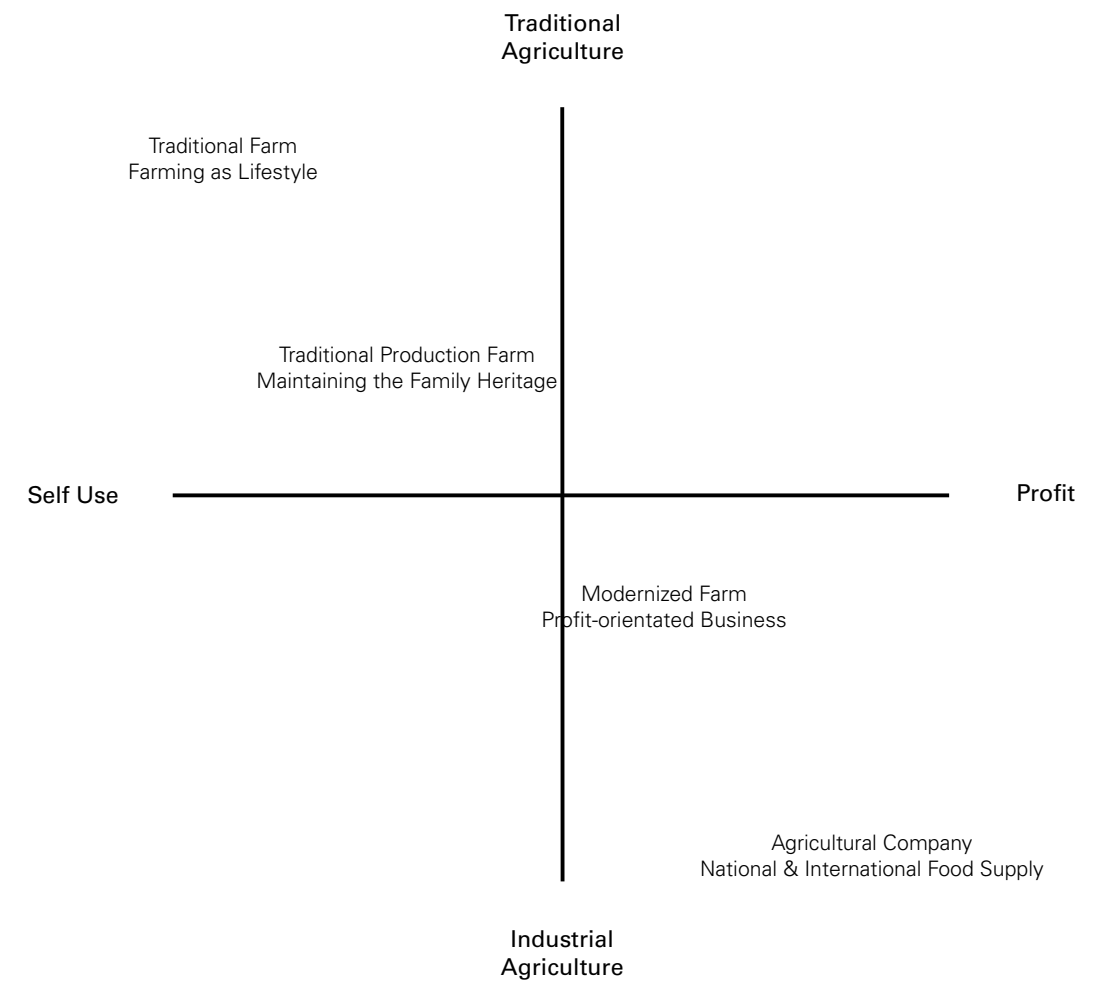 Traditional
Agriculture
Traditional Farm
Farming as Lifestyle
Traditional Production Farm
Maintaining the Family Heritage
Self Use
Profit
Modernized Farm
Profit-orientated Business
Agricultural Company
National & International Food Supply
Industrial
Agriculture